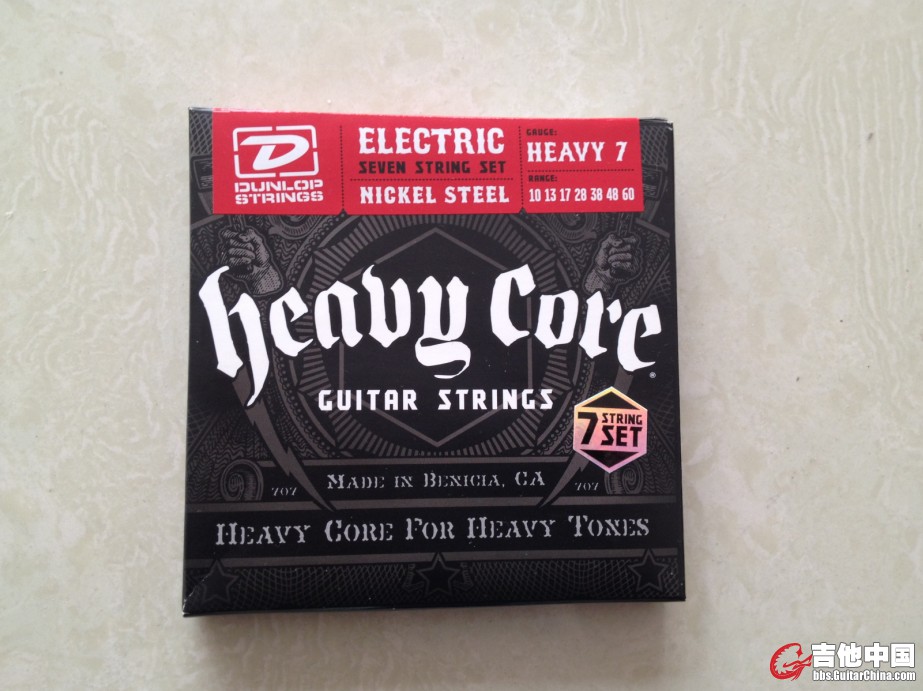 DUNLOP
STRINGS
ELECTRIC
SEVEN STRING SET
NICKEL STEEL
GAUGE:
HEAVY 7
RANGE:
10 13 17 28 38 48 60
heavy Core
®
GUITAR STRINGS
7 STRING
SET
707
MADE IN BENICIA, CA
707
HEAVY CORE FOR HEAVY TONES
吉他中国
bbs.GuitarChina.com